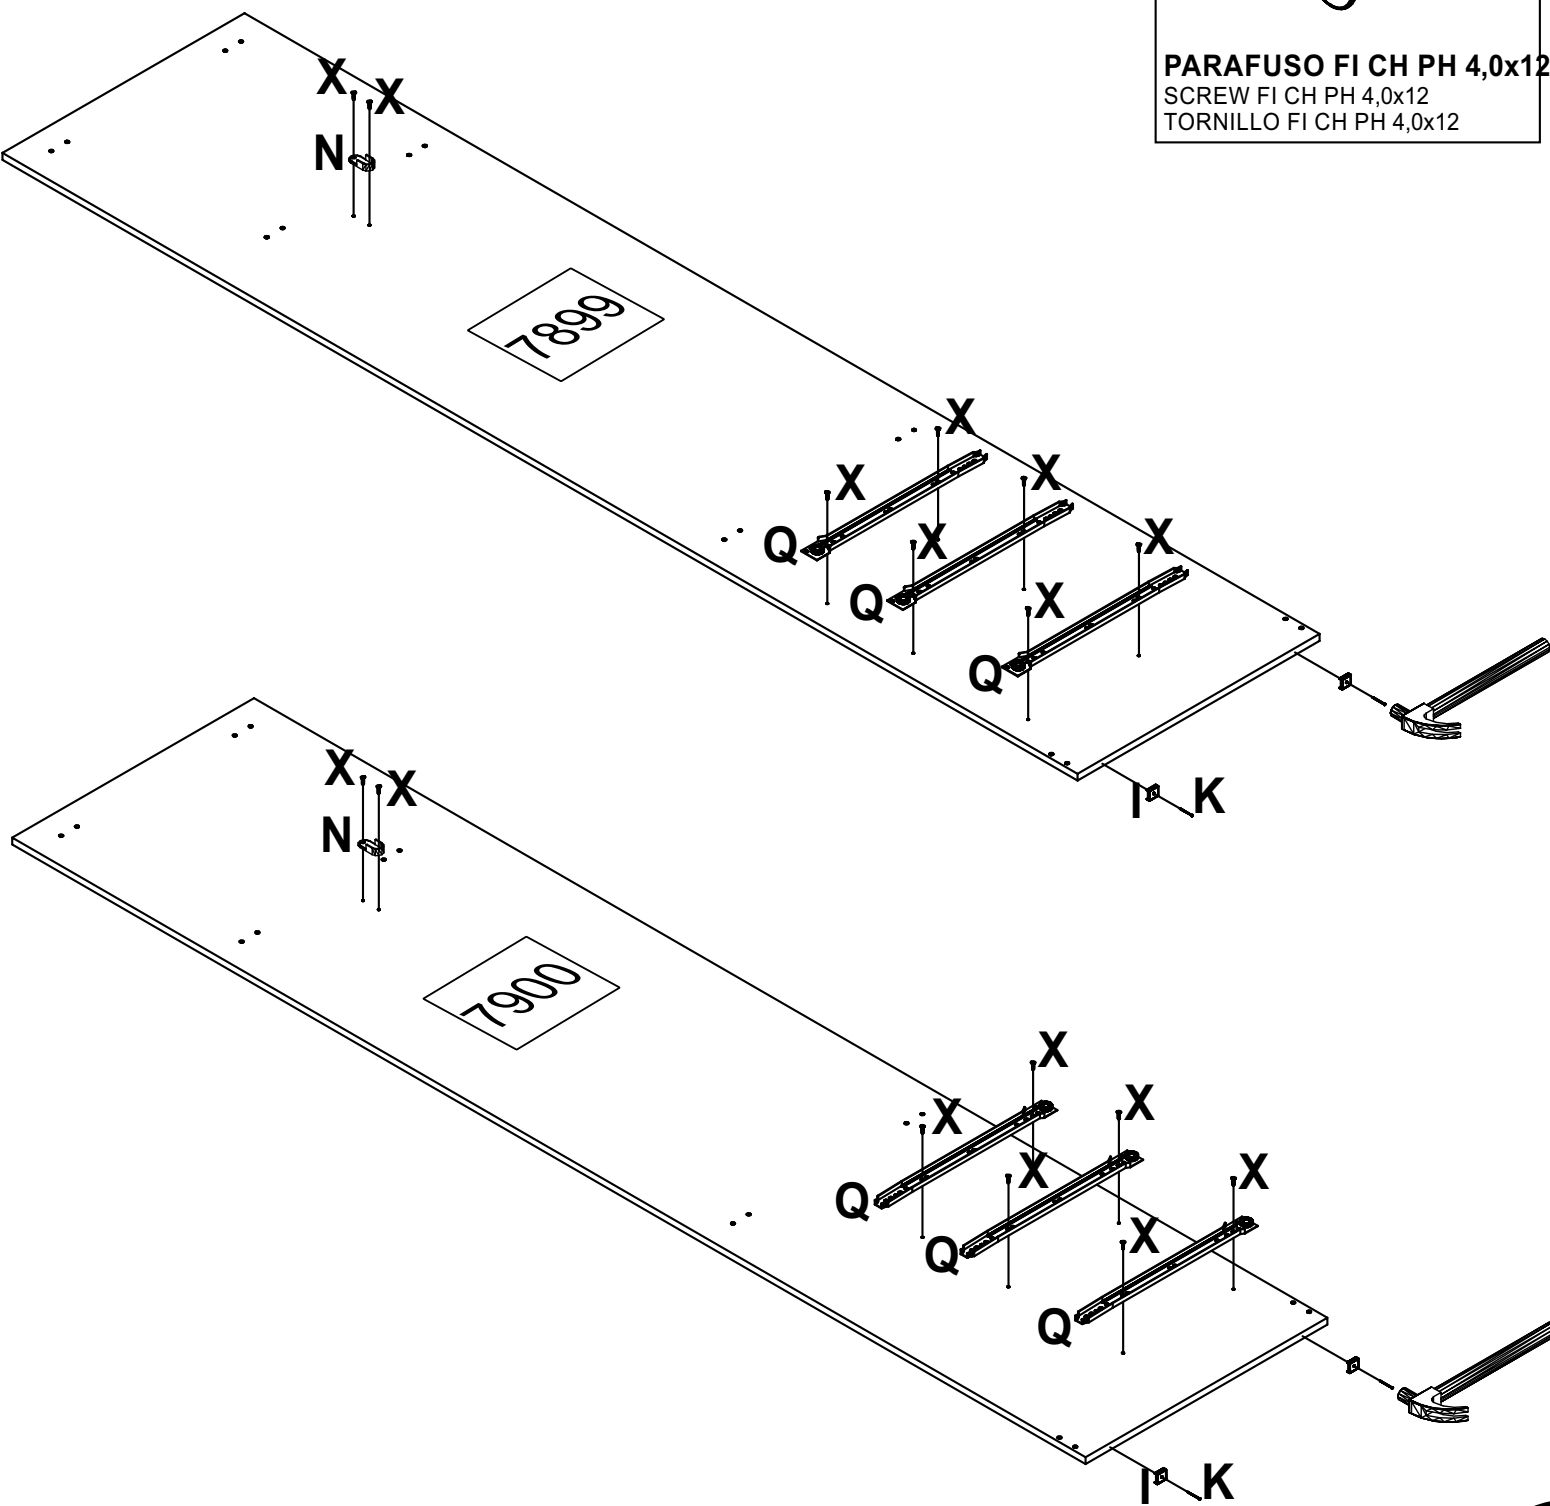 PARAFUSO FI CH PH 4,0x12
SCREW FI CH PH 4,0x12
TORNILLO FI CH PH 4,0x12
X
X
N
7899
X
X
X
Q
X
X
Q
X
Q
I
K
X
X
N
7900
X
X
X
X
X
Q
X
Q
Q
I
K